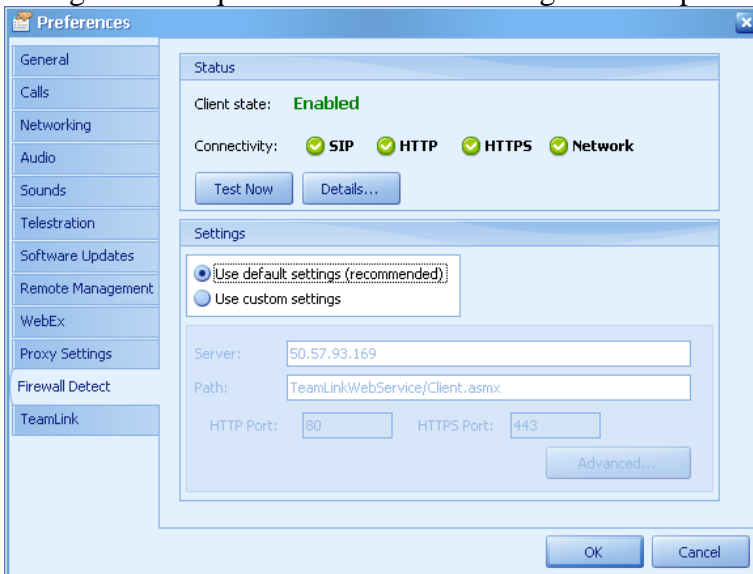 Preferences
General
Calls
Networking
Audio
Sounds
Telestration
Software Updates
Remote Management
WebEx
Proxy Settings
Firewall Detect
TeamLink
Status
Client state: Enabled
Connectivity: SIP HTTP HTTPS Network
Test Now Details...
Settings
Use default settings (recommended)
Use custom settings
Server: 50.57.93.169
Path: TeamLinkWebService/Client.asmx
HTTP Port: 80 HTTPS Port: 443
Advanced...
OK Cancel